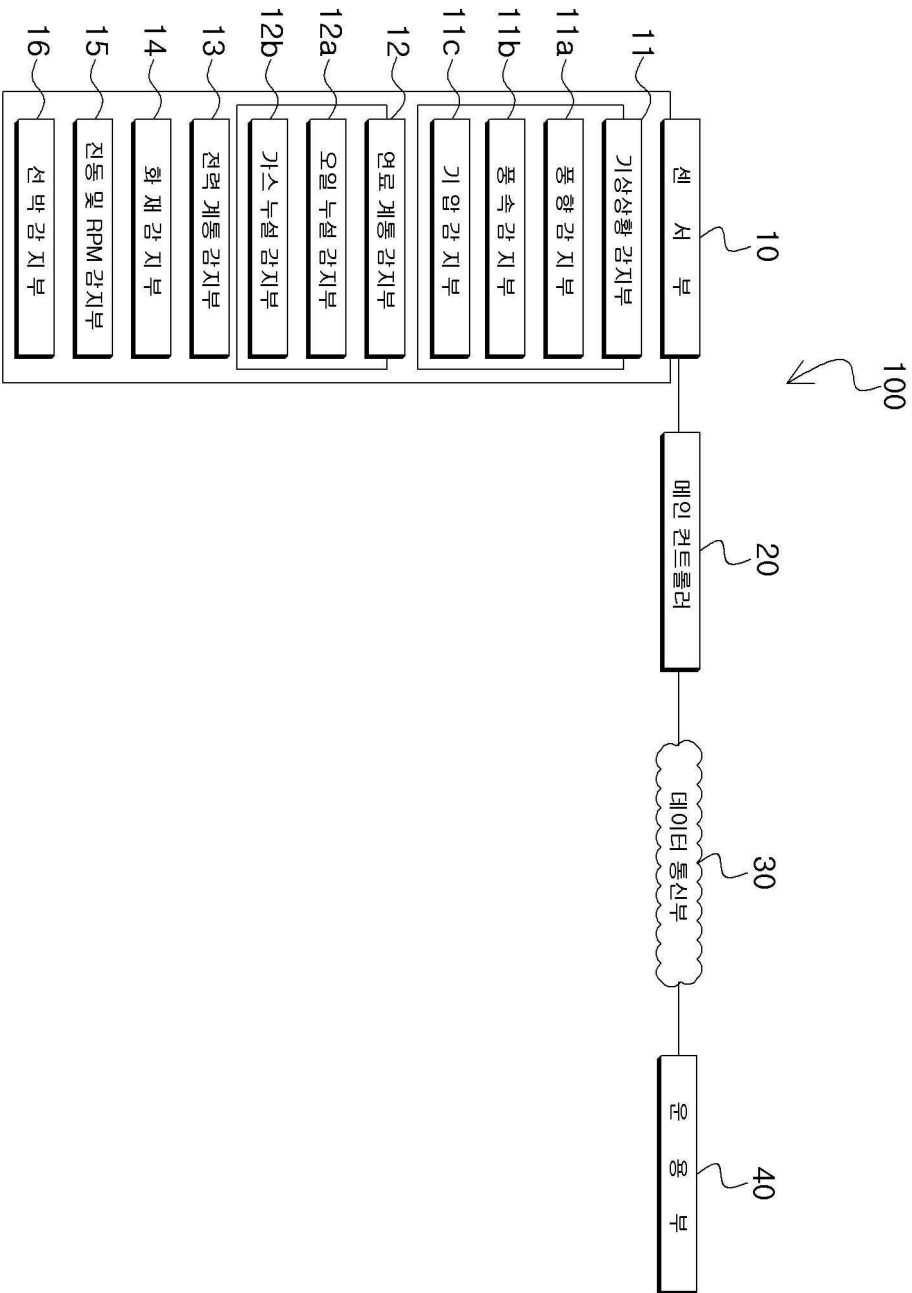 100
10
센 서 부
20
메인 컨트롤러
30
데이터 통신부
40
운 용 부
11
기상상황 감지부
11a
풍 향 감 지 부
11b
풍 속 감 지 부
11c
기 압 감 지 부
12
연료 계통 감지부
12a
오일 누설 감지부
12b
가스 누설 감지부
13
전력 계통 감지부
14
화 재 감 지 부
15
진동 및 RPM 감지부
16
선 박 감 지 부